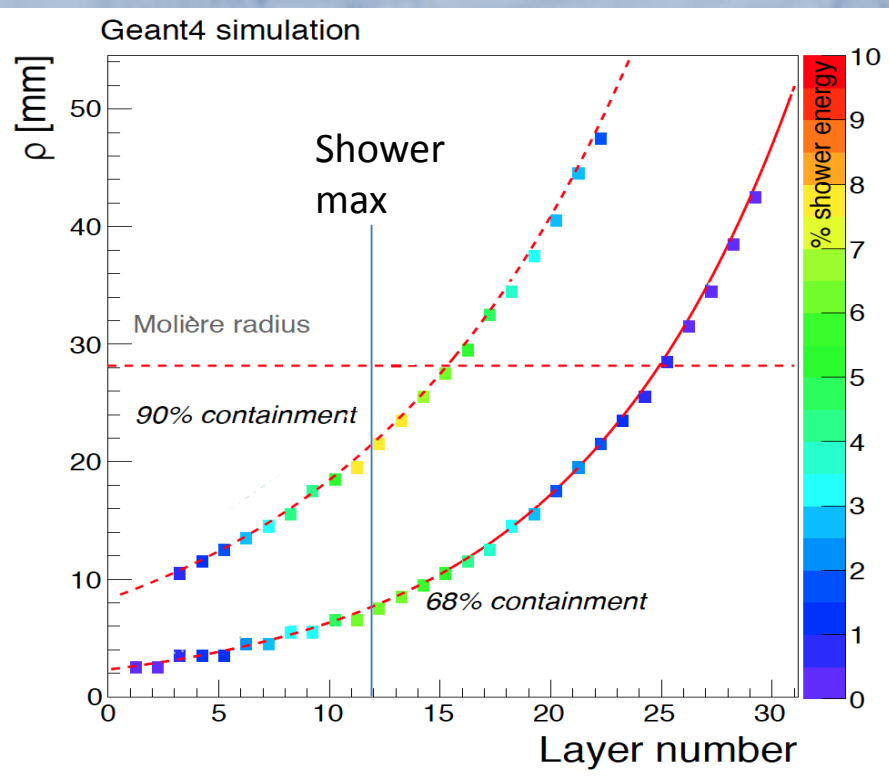 Geant4 simulation
ρ [mm]
50
40
30
20
10
0
Shower
max
Molière radius
90% containment
68% containment
0
5
10
15
20
25
30
Layer number
% shower energy
10
9
8
7
6
5
4
3
2
1
0